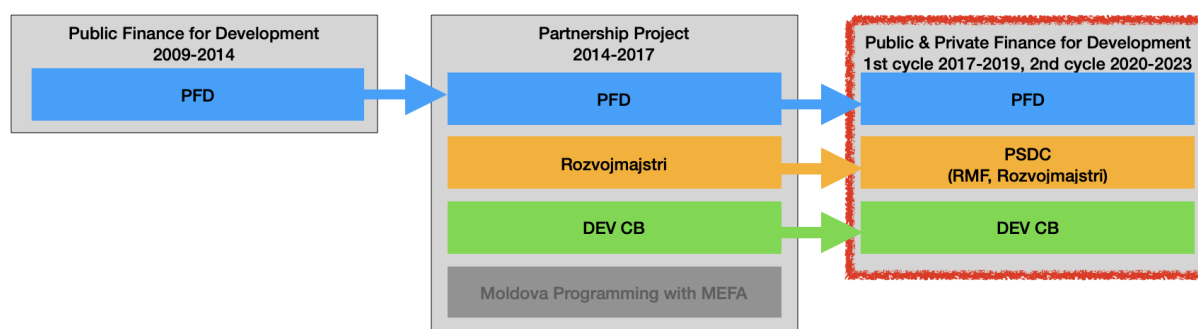 Public Finance for Development
2009-2014
PFD
Partnership Project
2014-2017
PFD
Rozvojmajstri
DEV CB
Moldova Programming with MEFA
Public & Private Finance for Development
1st cycle 2017-2019, 2nd cycle 2020-2023
PFD
PSDC
(RMF, Rozvojmajstri)
DEV CB